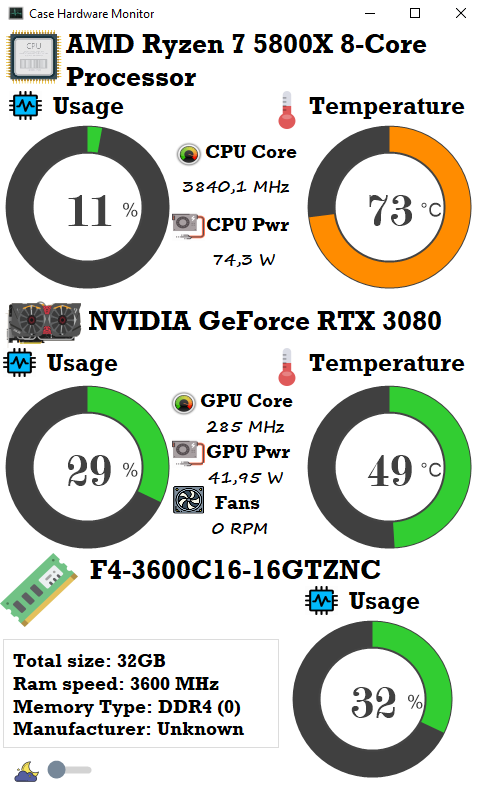 Case Hardware Monitor
CPU
AMD Ryzen 7 5800X 8-Core
Processor
Usage
Temperature
11 %
CPU Core
3840,1 MHz
CPU Pwr
74,3 W
73 °C
NVIDIA GeForce RTX 3080
Usage
Temperature
29 %
GPU Core
285 MHz
GPU Pwr
41,95 W
Fans
0 RPM
49 °C
F4-3600C16-16GTZNC
Usage
Total size: 32GB
Ram speed: 3600 MHz
Memory Type: DDR4 (0)
Manufacturer: Unknown
32 %